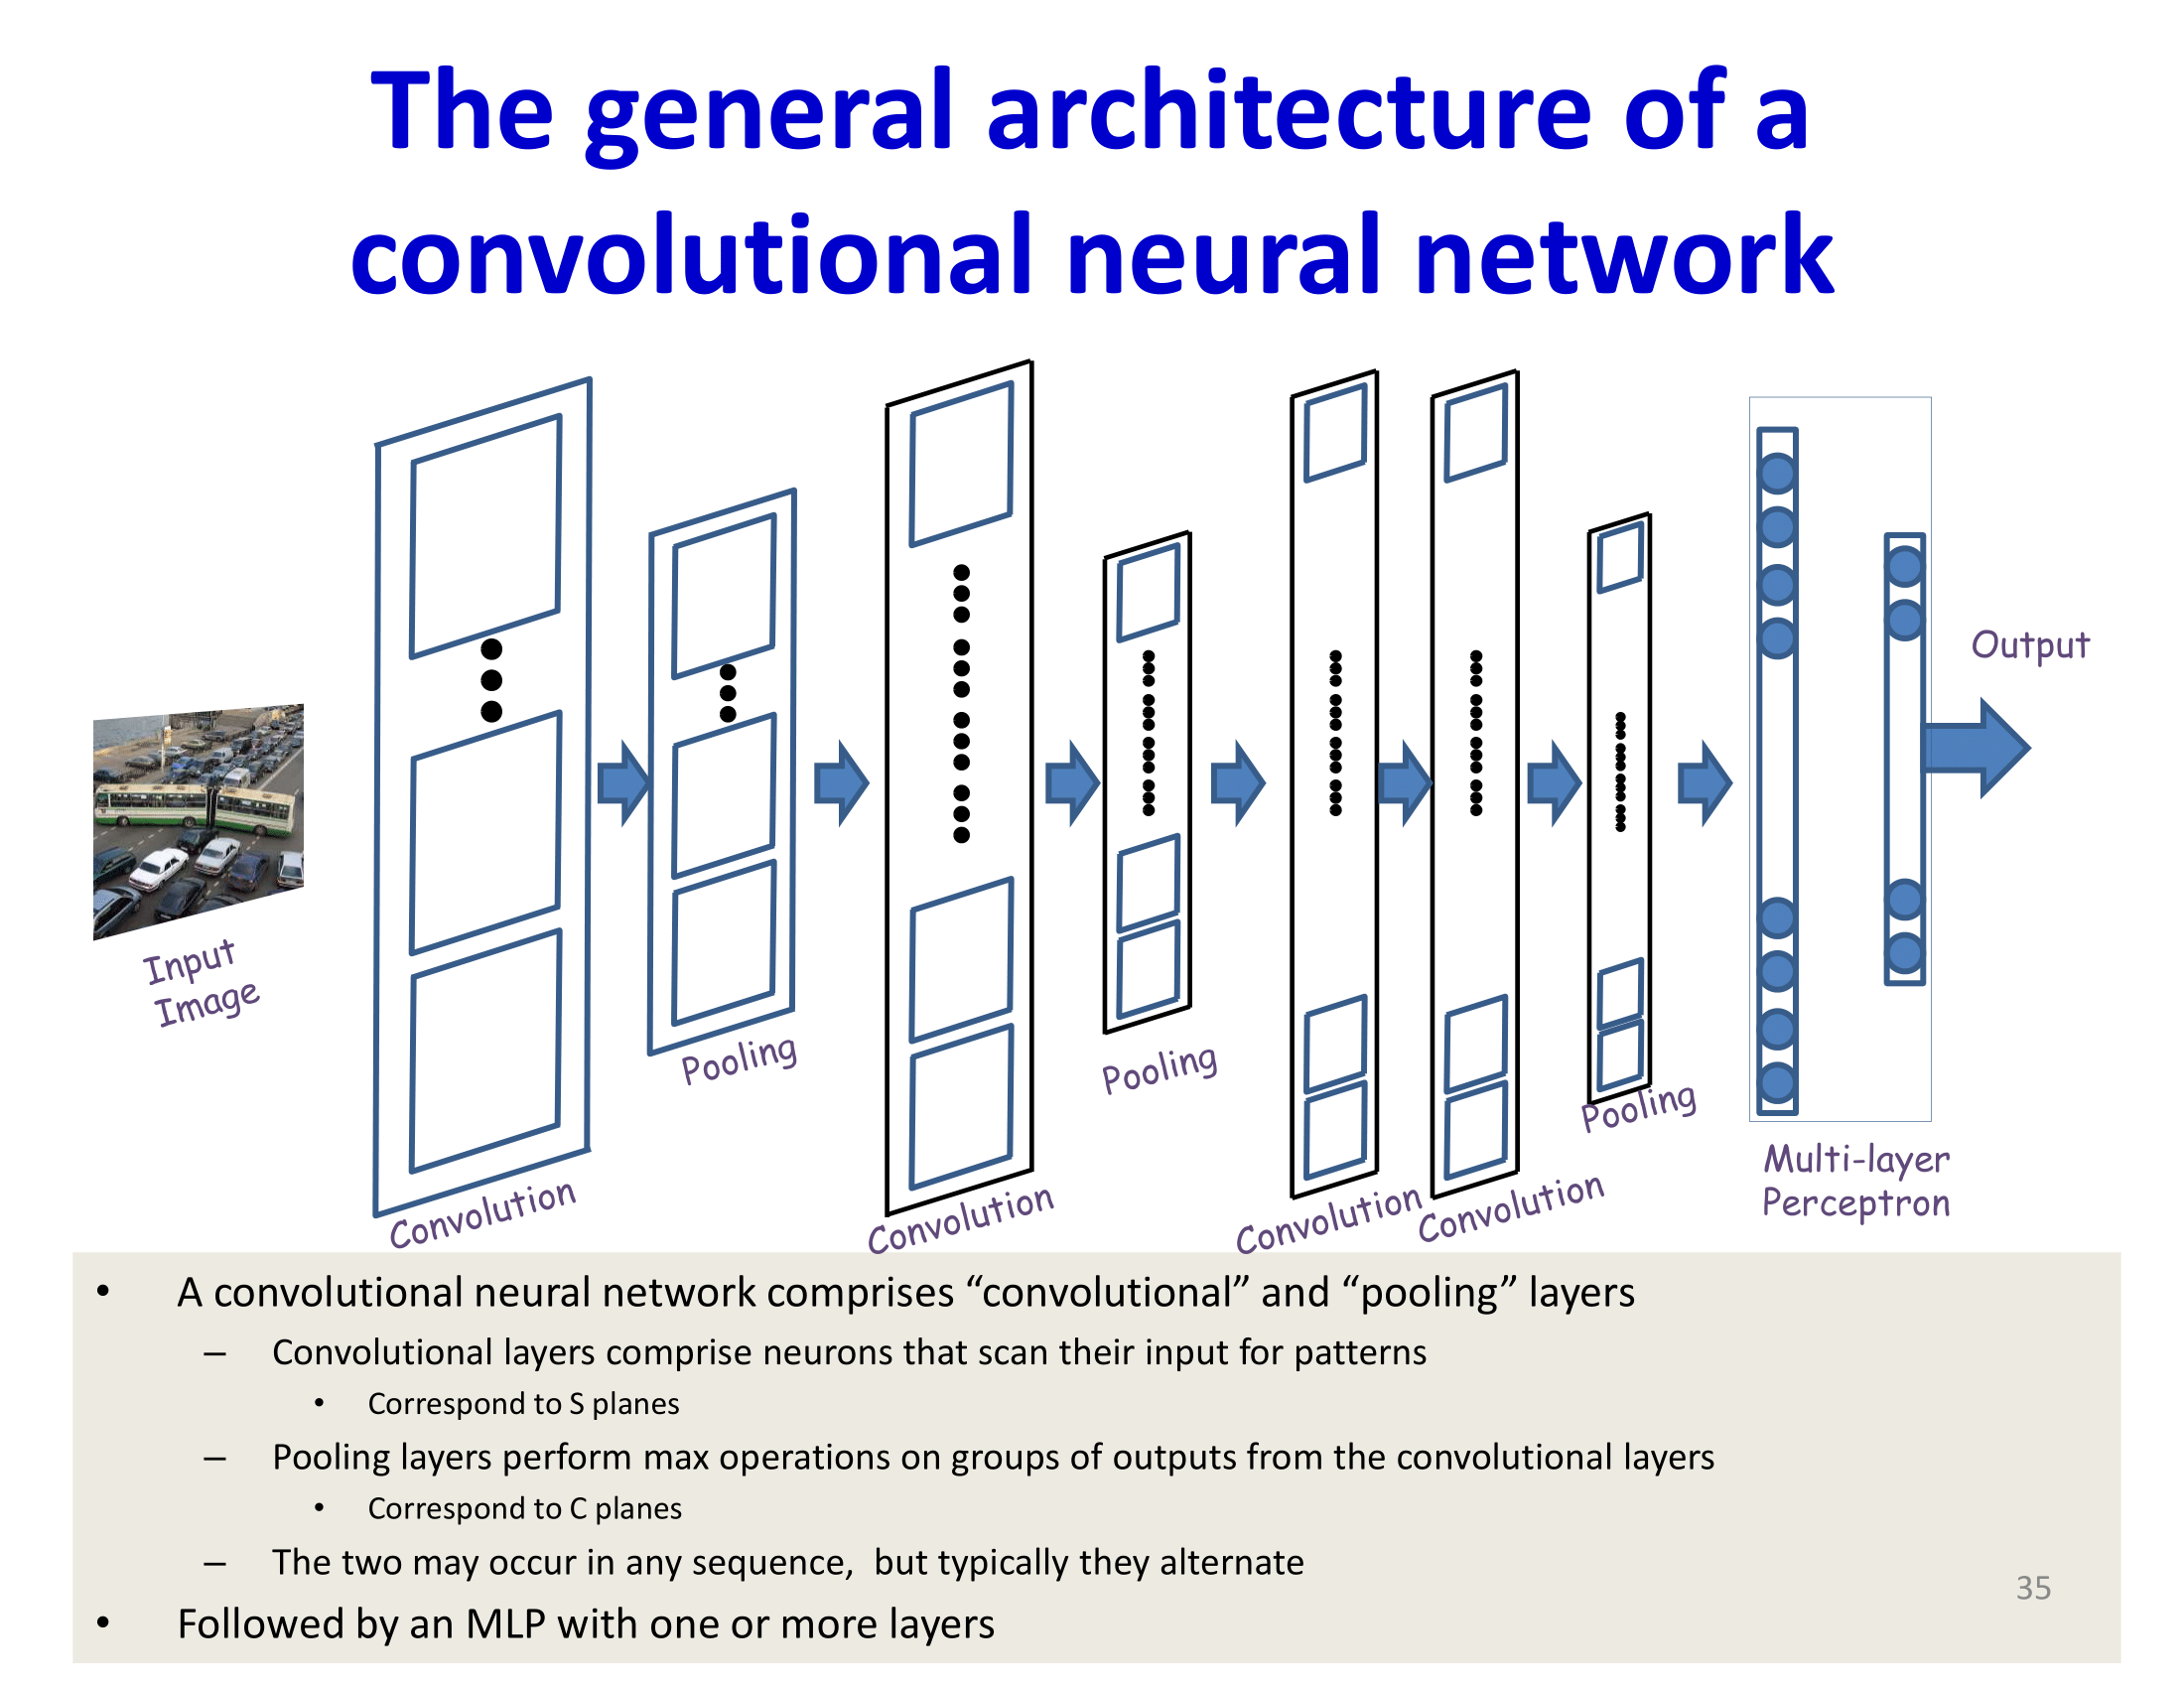 The general architecture of a
convolutional neural network
Input
Image
Convolution
Pooling
Convolution
Pooling
Convolution
Convolution
Pooling
Multi-layer
Perceptron
Output
• A convolutional neural network comprises “convolutional” and “pooling” layers
– Convolutional layers comprise neurons that scan their input for patterns
• Correspond to S planes
– Pooling layers perform max operations on groups of outputs from the convolutional layers
• Correspond to C planes
– The two may occur in any sequence, but typically they alternate
• Followed by an MLP with one or more layers
35